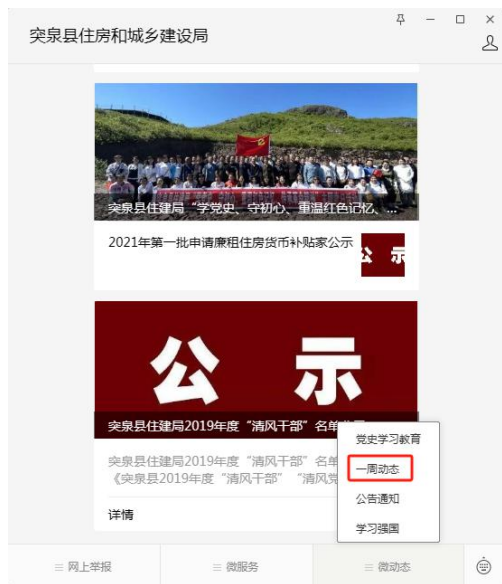 突泉县住房和城乡建设局
突泉县住建局“学党史、守初心、重温红色记忆、...
2021年第一批申请廉租住房货币补贴家公示
公 示
公 示
突泉县住建局2019年度“清风干部”名单
突泉县住建局2019年度“清风干部”名单
《突泉县2019年度“清风干部”“清风党
详情
党史学习教育
一周动态
公告通知
学习强国
网上举报
微服务
微动态